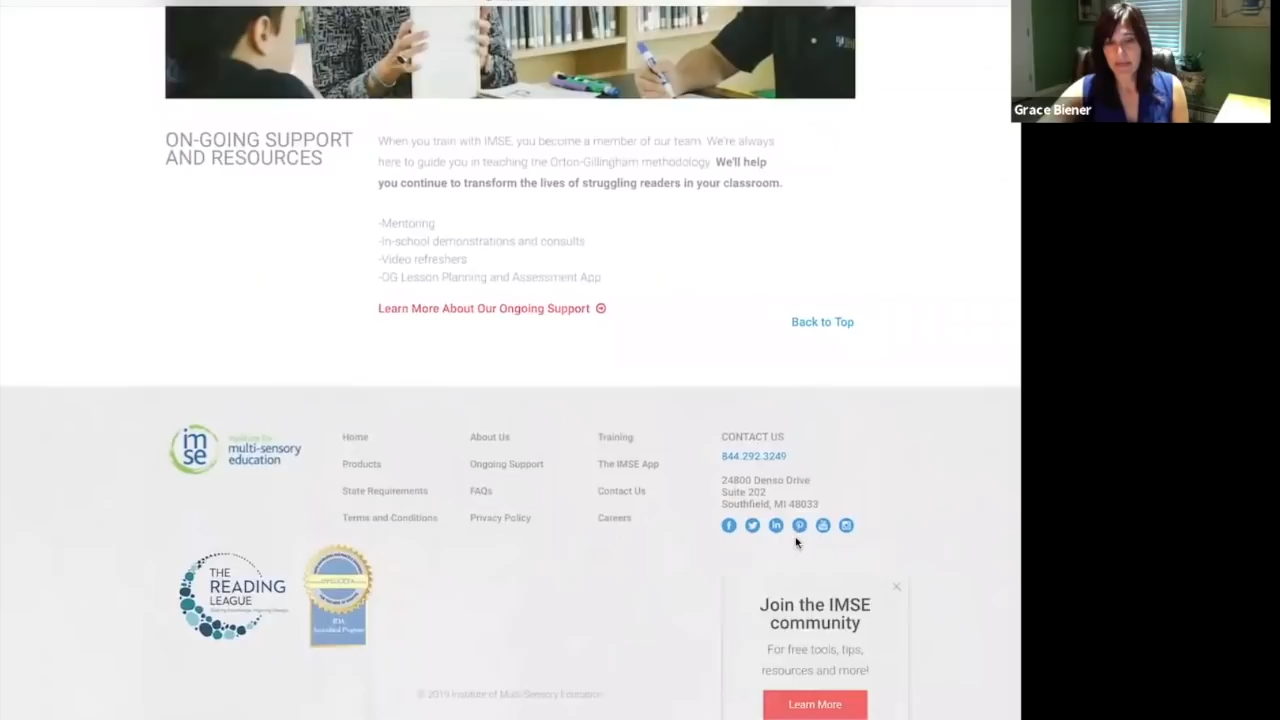 Grace Biener
ON-GOING SUPPORT
AND RESOURCES
When you train with IMSE, you become a member of our team. We're always
here to guide you in teaching the Orton-Gillingham methodology. We'll help
you continue to transform the lives of struggling readers in your classroom.
-Mentoring
-In-school demonstrations and consults
-Video refreshers
-OG Lesson Planning and Assessment App
Learn More About Our Ongoing Support
Back to Top
imse
institute for
multi-sensory
education
Home
Products
State Requirements
Terms and Conditions
About Us
Ongoing Support
FAQs
Privacy Policy
Training
The IMSE App
Contact Us
Careers
CONTACT US
844.292.3249
24800 Denso Drive
Suite 202
Southfield, MI 48033
THE
READING
LEAGUE
Join the IMSE
community
For free tools, tips,
resources and more!
Learn More
© 2019 Institute of Multi-Sensory Education